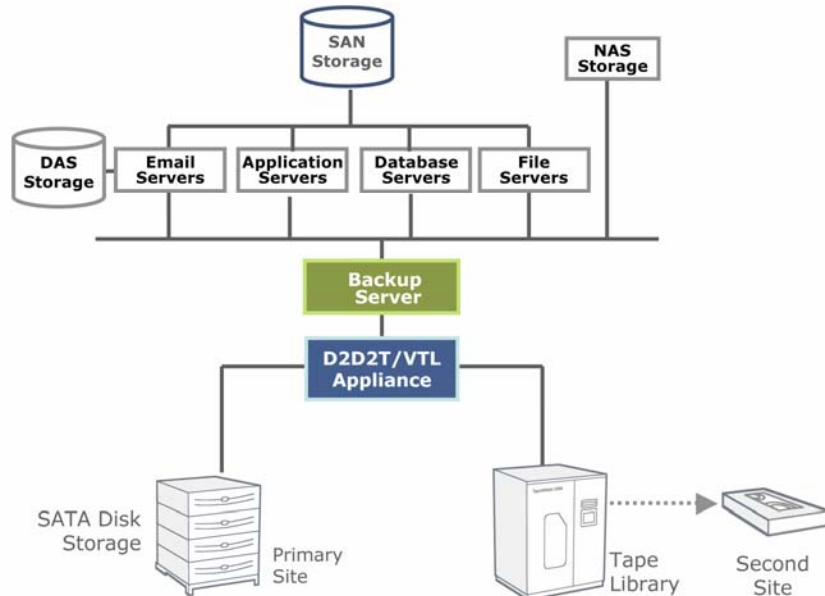 SAN
Storage
NAS
Storage
DAS
Storage
Email
Servers
Application
Servers
Database
Servers
File
Servers
Backup
Server
D2D2T/VTL
Appliance
SATA Disk
Storage
Primary
Site
Tape
Library
Second
Site